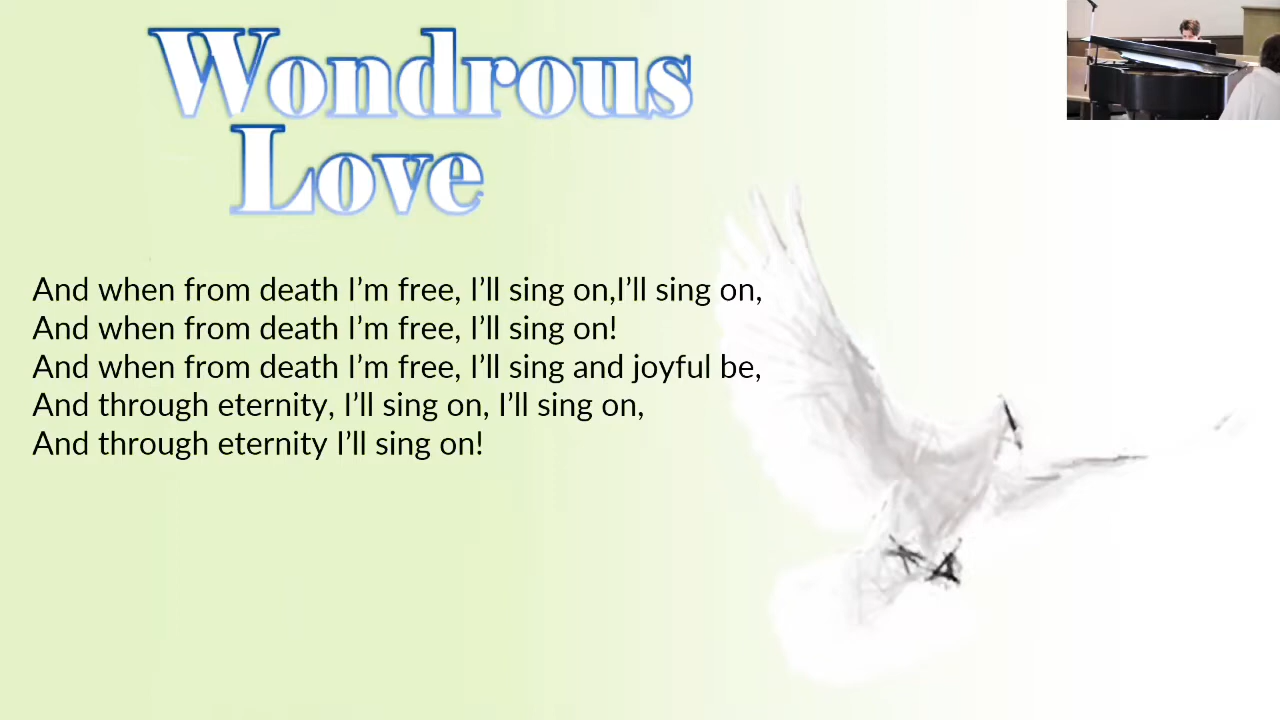 Wondrous
Love
And when from death I’m free, I’ll sing on,I’ll sing on,
And when from death I’m free, I’ll sing on!
And when from death I’m free, I’ll sing and joyful be,
And through eternity, I’ll sing on, I’ll sing on,
And through eternity I’ll sing on!